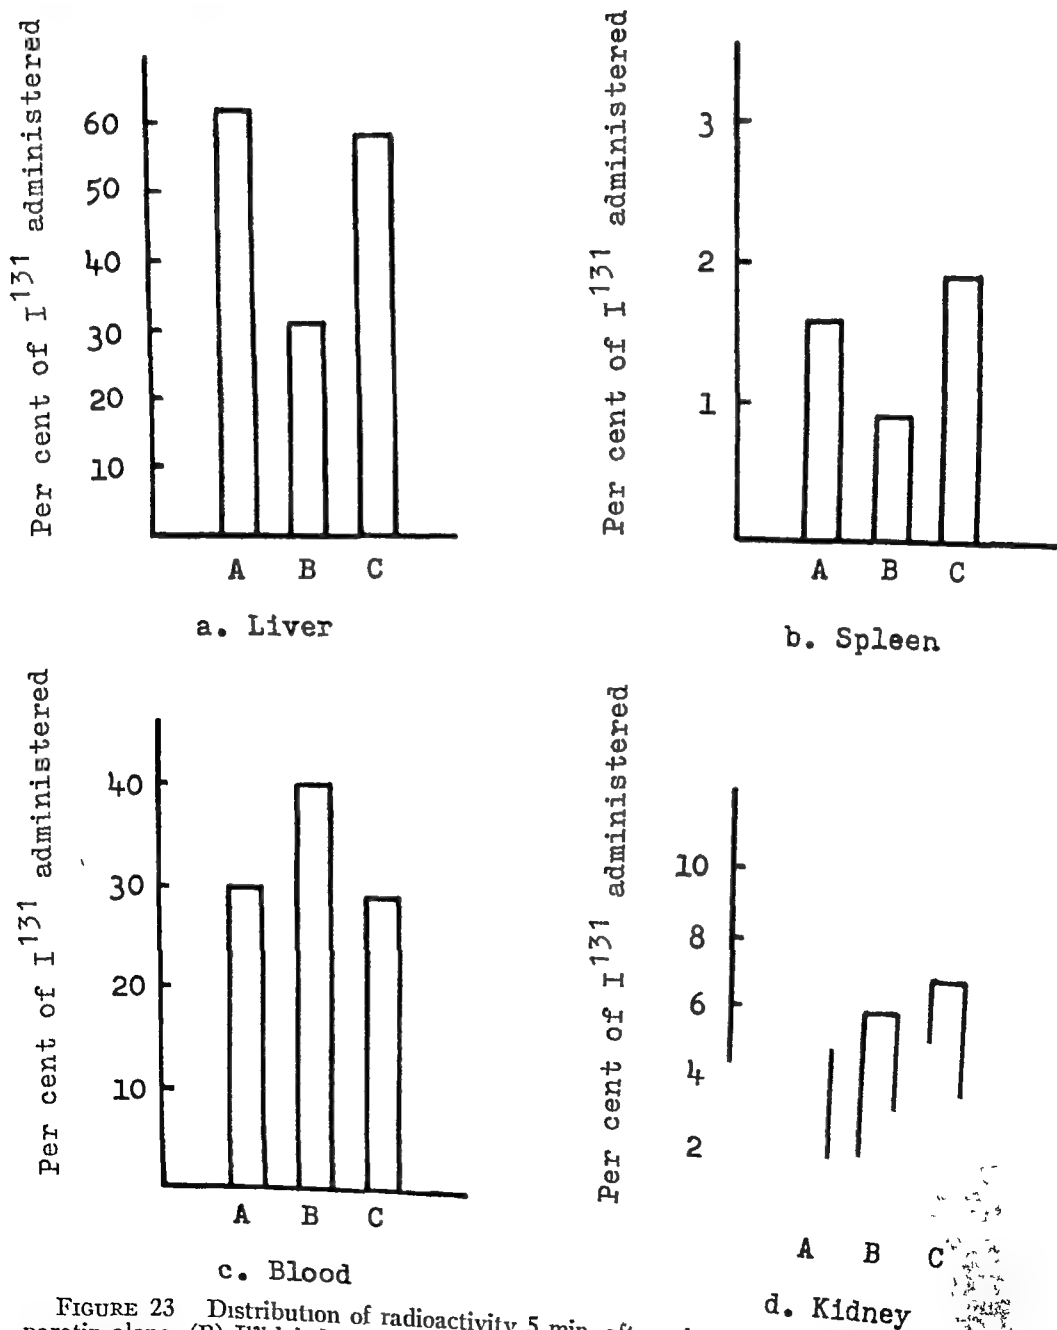 Per cent of I131 administered
60
50
40
30
20
10
A B C
a. Liver
Per cent of I131 administered
3
2
1
A B C
b. Spleen
Per cent of I131 administered
40
30
20
10
A B C
c. Blood
Per cent of I131 administered
10
8
6
4
2
A B C
d. Kidney
FIGURE 23 Distribution of radioactivity 5 min
alone (B)